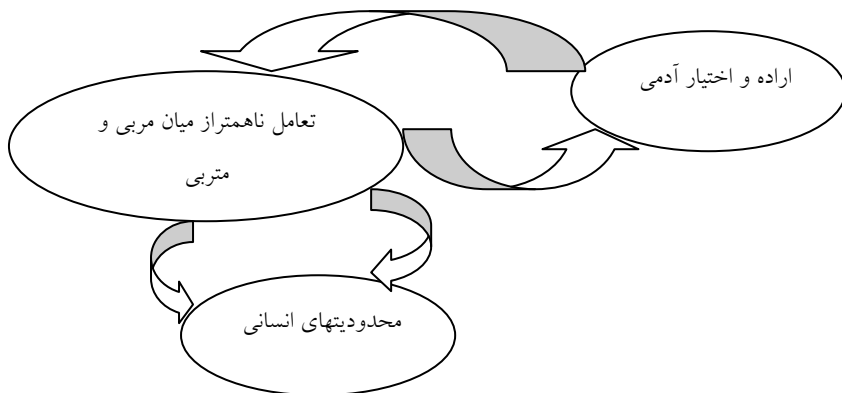 اراده و اختیار آدمی
تعامل ناهمتراز میان مربی و
متربی
محدودیتهای انسانی